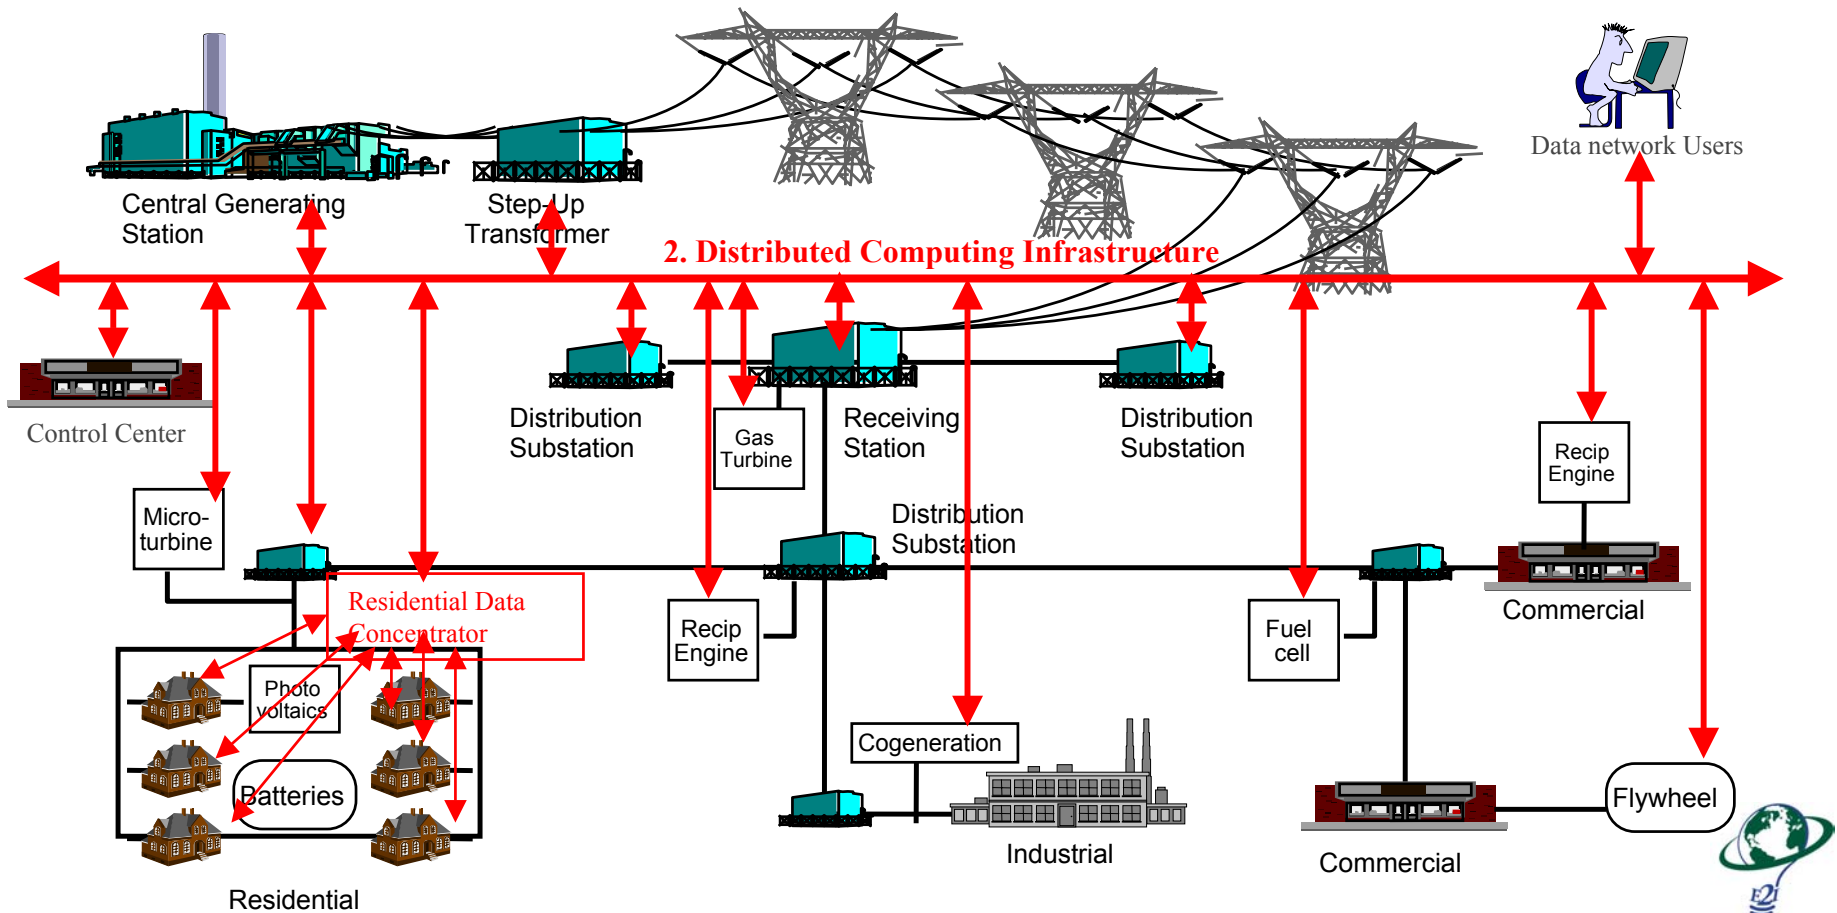 Data network Users
Central Generating
Station
Step-Up
Transformer
2. Distributed Computing Infrastructure
Control Center
Distribution
Substation
Gas
Turbine
Receiving
Station
Distribution
Substation
Recip
Engine
Micro-
turbine
Distribution
Substation
Residential Data
Concentrator
Recip
Engine
Fuel
cell
Commercial
Photo
voltaics
Cogeneration
Batteries
Flywheel
Industrial
Commercial
Residential
E2I